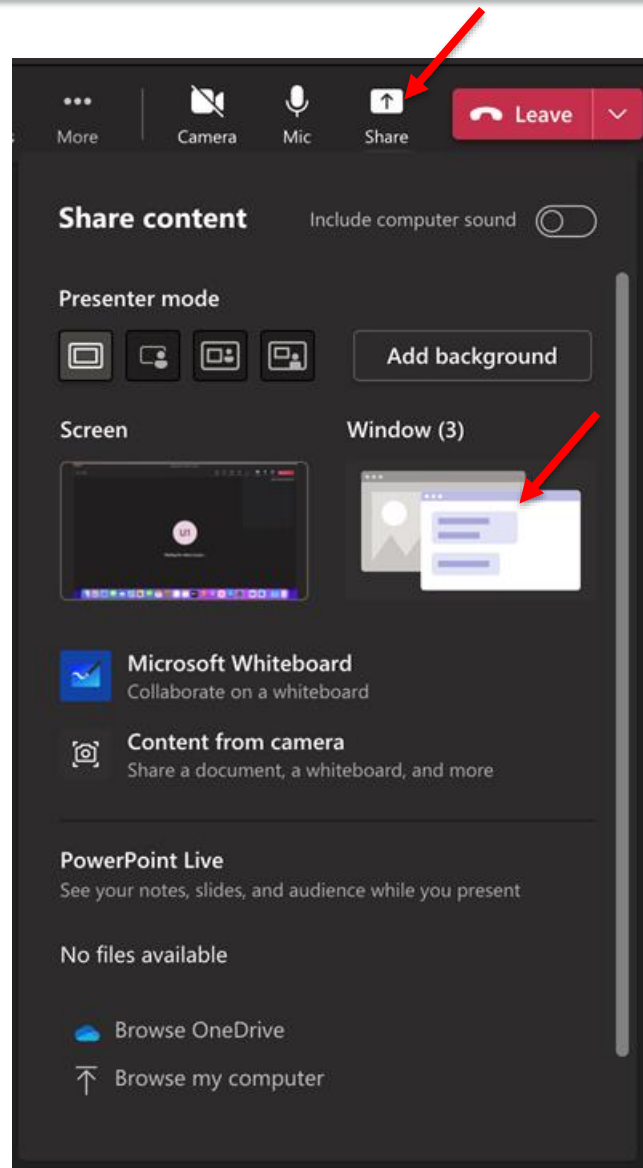 More
Camera
Mic
Share
Leave
Share content
Include computer sound
Presenter mode
Add background
Screen
Window (3)
U1
Microsoft Whiteboard
Collaborate on a whiteboard
Content from camera
Share a document, a whiteboard, and more
PowerPoint Live
See your notes, slides, and audience while you present
No files available
Browse OneDrive
Browse my computer